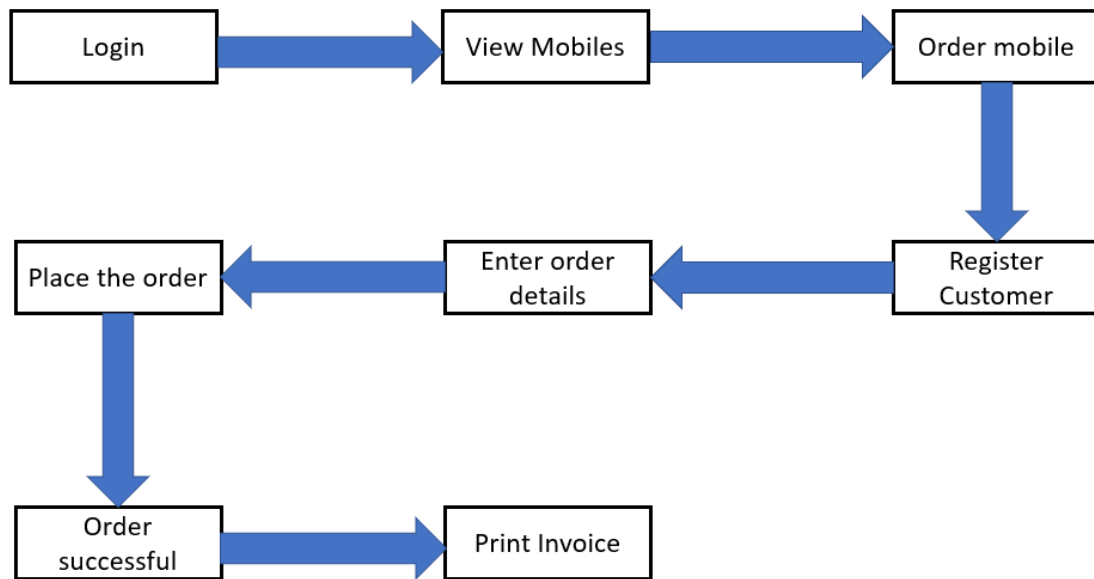 Login
View Mobiles
Order mobile
Register
Customer
Enter order
details
Place the order
Order
successful
Print Invoice